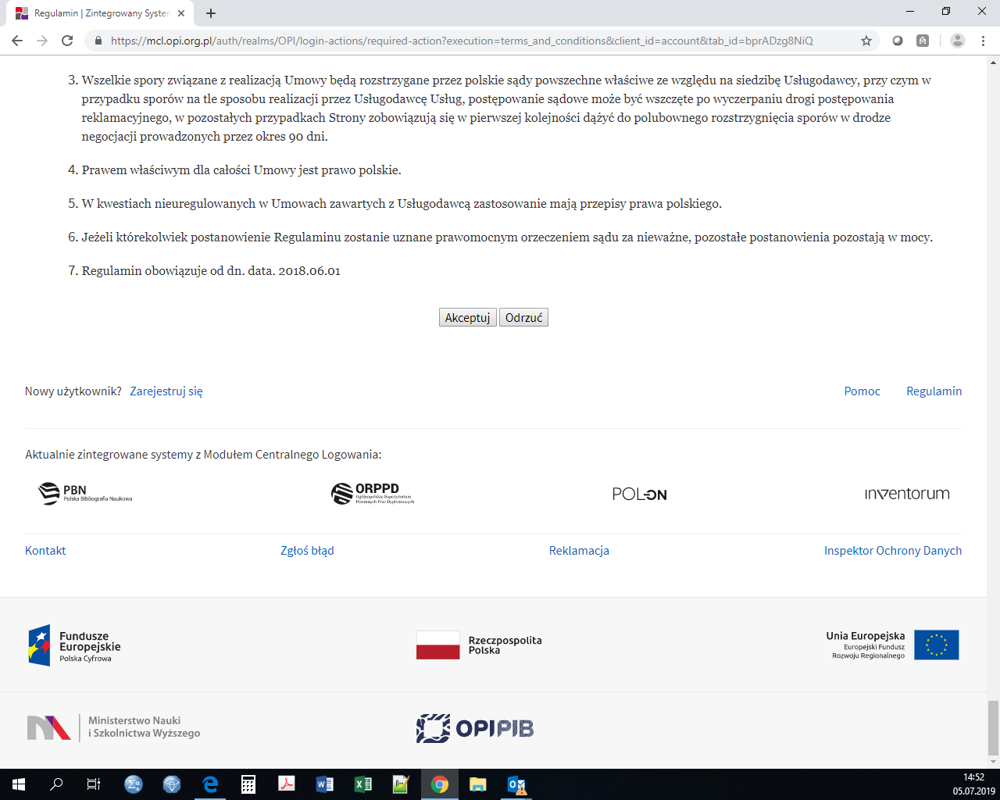 Regulamin | Zintegrowany System
https://mcl.opi.org.pl/auth/realms/OPI/login-actions/required-action?execution=terms_and_conditions&client_id=account&tab_id=bprADzg8NiQ
3. Wszelkie spory związane z realizacją Umowy będą rozstrzygane przez polskie sądy powszechne właściwe ze względu na siedzibę Usługodawcy, przy czym w
przypadku sporów na tle sposobu realizacji przez Usługodawcę Usług, postępowanie sądowe może być wszczęte po wyczerpaniu drogi postępowania
reklamacyjnego, w pozostałych przypadkach Strony zobowiązują się w pierwszej kolejności dążyć do polubownego rozstrzygnięcia sporów w drodze
negocjacji prowadzonych przez okres 90 dni.
4. Prawem właściwym dla całości Umowy jest prawo polskie.
5. W kwestiach nieuregulowanych w Umowach zawartych z Usługodawcą zastosowanie mają przepisy prawa polskiego.
6. Jeżeli którekolwiek postanowienie Regulaminu zostanie uznane prawomocnym orzeczeniem sądu za nieważne, pozostałe postanowienia pozostają w mocy.
7. Regulamin obowiązuje od dn. data. 2018.06.01
Akceptuj Odrzuć
Nowy użytkownik? Zarejestruj się Pomoc Regulamin
Aktualnie zintegrowane systemy z Modułem Centralnego Logowania:
PBN
Polska Bibliografia Naukowa
ORPPD
Ogólnopolskie Repozytorium
Pisemnych Prac Dyplomowych
POL-ON
inventorum
Kontakt Zgłoś błąd Reklamacja Inspektor Ochrony Danych
Fundusze
Europejskie
Polska Cyfrowa
Rzeczpospolita
Polska
Unia Europejska
Europejski Fundusz
Rozwoju Regionalnego
Ministerstwo Nauki
i Szkolnictwa Wyższego
OPI PIB
14:52
05.07.2019